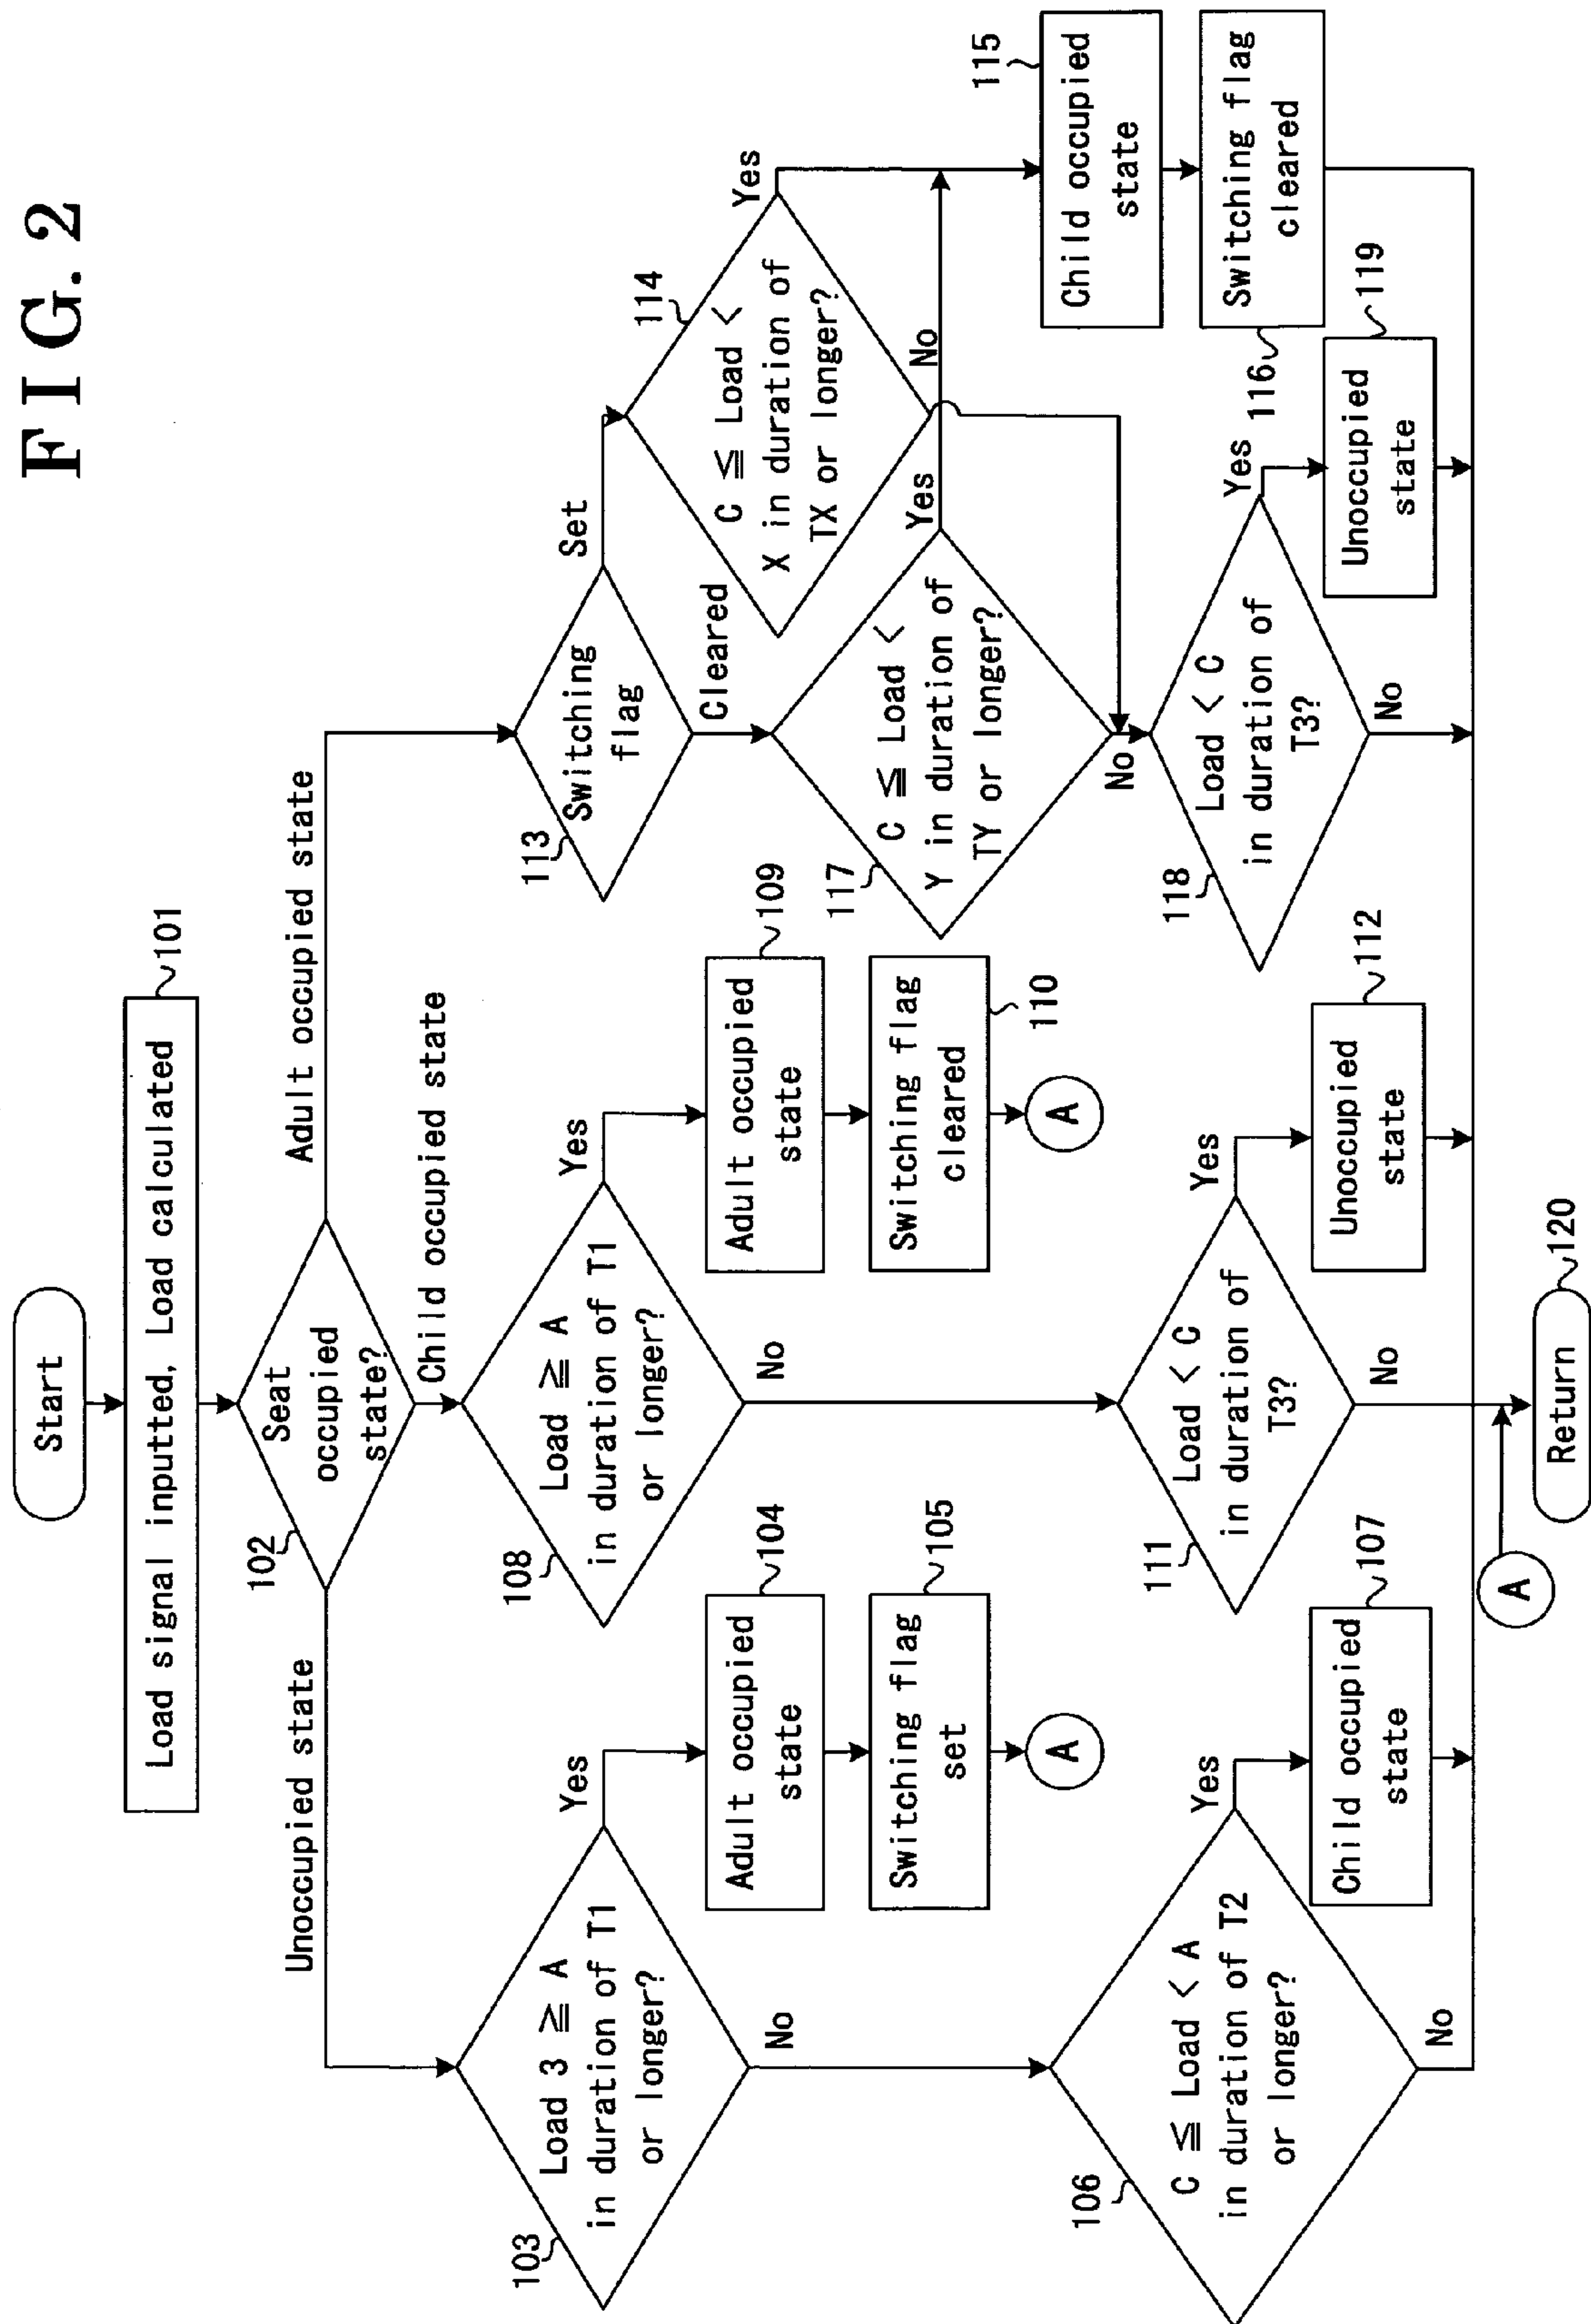 FIG. 2
Start
Load signal inputted, Load calculated
101
Seat
occupied
state?
102
Unoccupied state
Child occupied state
Adult occupied state
Load 3 ≧ A
in duration of T1
or longer?
103
Yes
No
Adult occupied
state
104
Switching flag
set
105
A
C ≦ Load < A
in duration of T2
or longer?
106
Yes
No
Child occupied
state
107
Load ≧ A
in duration of T1
or longer?
108
Yes
No
Adult occupied
state
109
Switching flag
cleared
110
A
Load < C
in duration of
T3?
111
Yes
No
Unoccupied
state
112
Switching
flag
113
Set
Cleared
C ≦ Load <
X in duration of
TX or longer?
114
Yes
No
Child occupied
state
115
Switching flag
cleared
116
C ≦ Load <
Y in duration of
TY or longer?
117
Yes
No
Load < C
in duration of
T3?
118
Yes
No
Unoccupied
state
119
A
Return
120